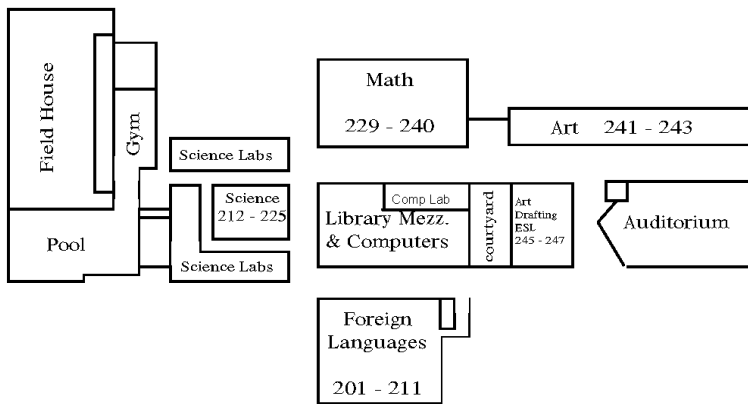 Field House
Gym
Pool
Science Labs
Science
212 - 225
Science Labs
Math
229 - 240
Art 241 - 243
Comp Lab
Library Mezz.
& Computers
courtyard
Art
Drafting
ESL
245 - 247
Auditorium
Foreign
Languages
201 - 211